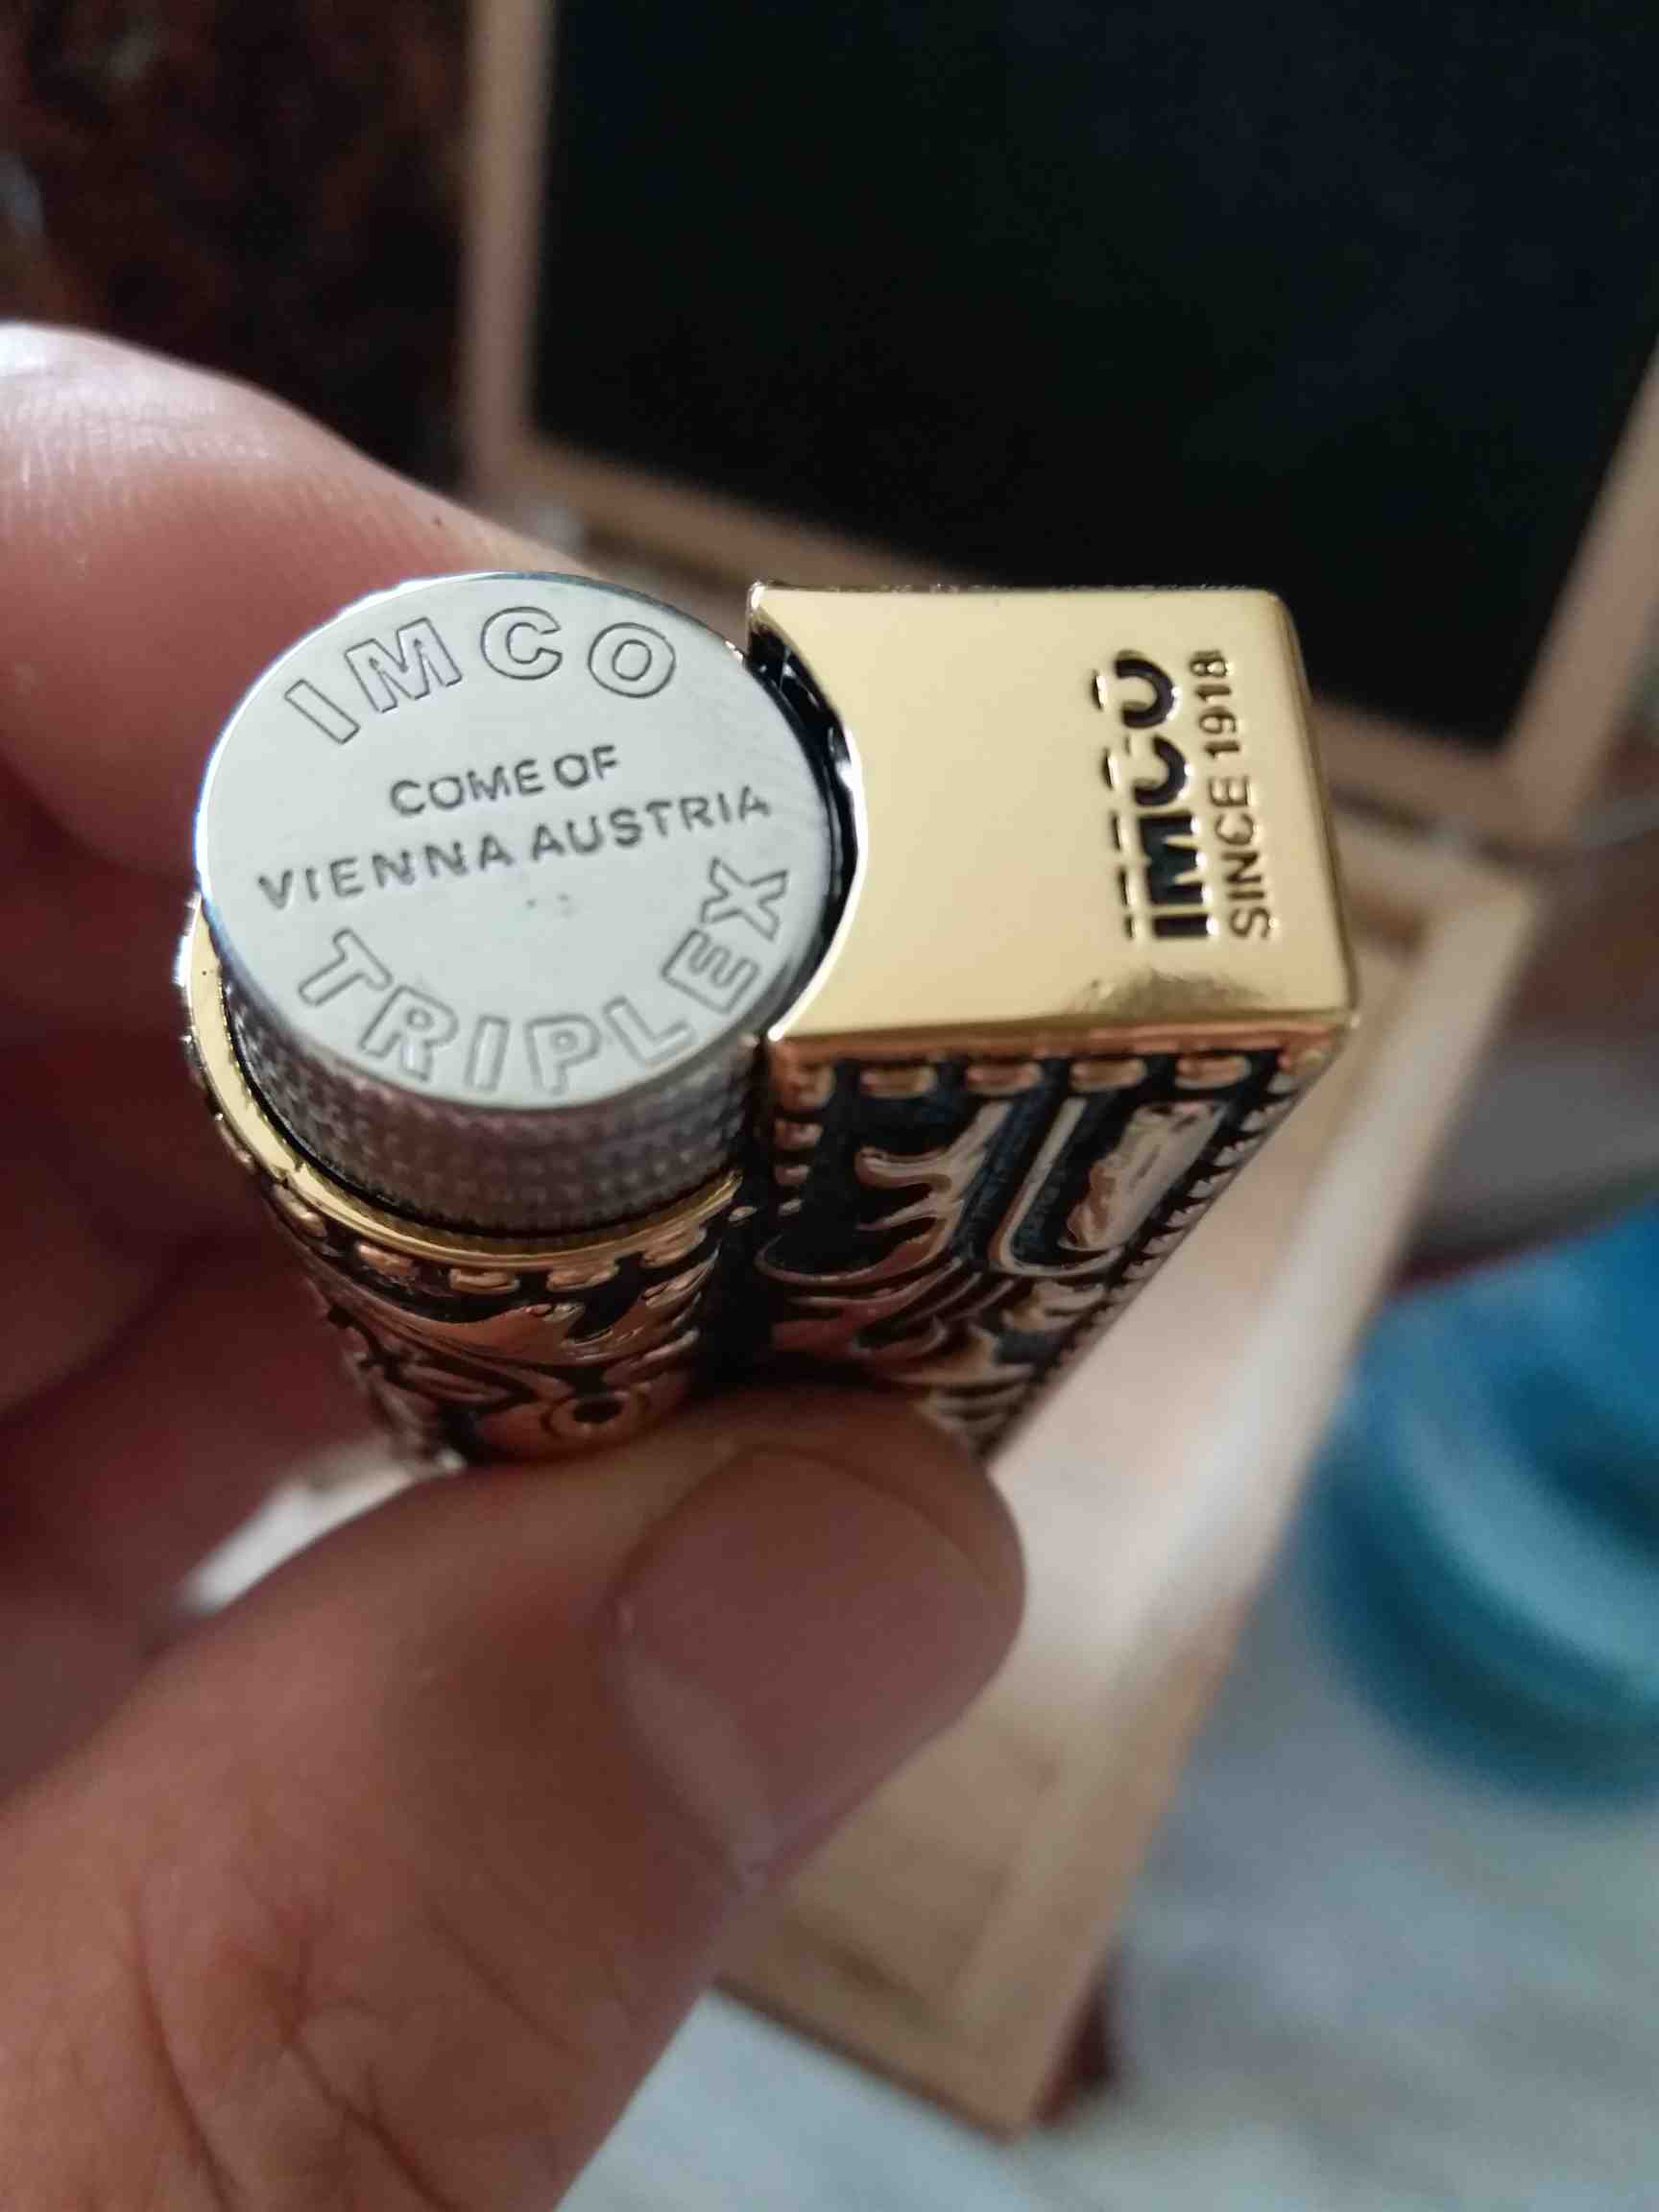 IMCO
COME OF
VIENNA AUSTRIA
TRIPLEX
IMCO
SINCE 1918